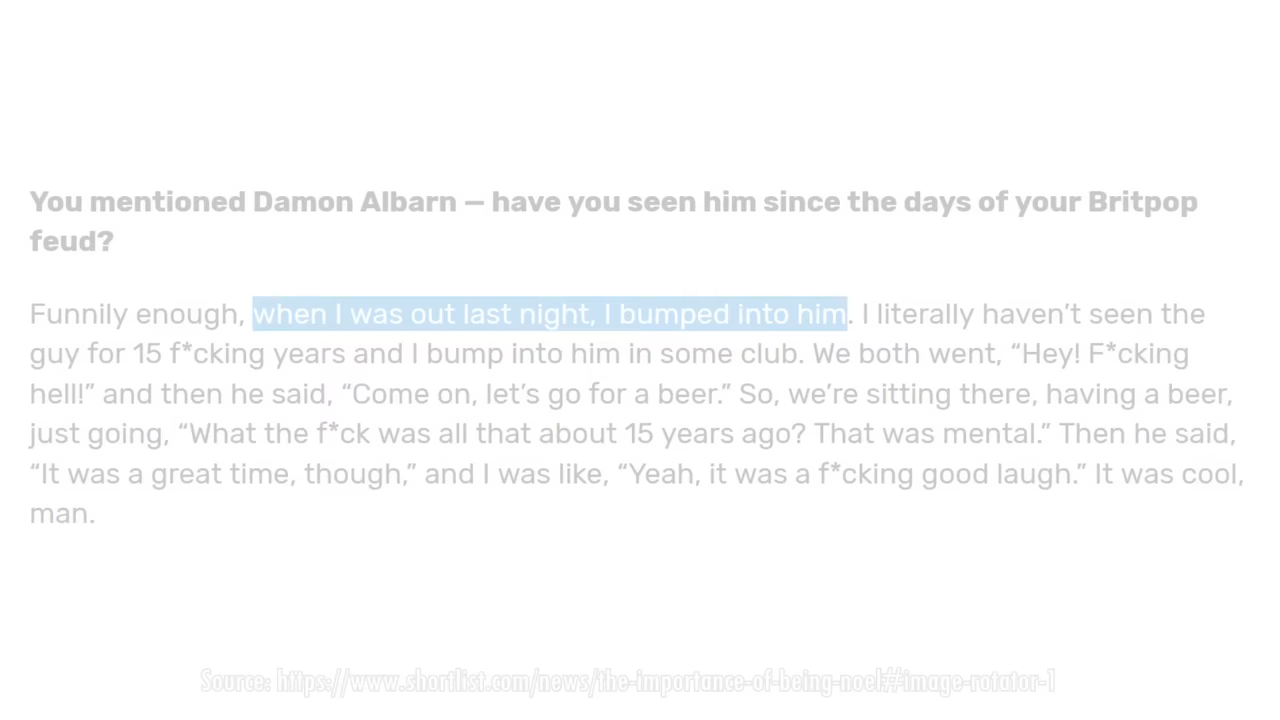 You mentioned Damon Albarn — have you seen him since the days of your Britpop
feud?
Funnily enough, when I was out last night, I bumped into him. I literally haven’t seen the
guy for 15 f*cking years and I bump into him in some club. We both went, “Hey! F*cking
hell!” and then he said, “Come on, let’s go for a beer.” So, we’re sitting there, having a beer,
just going, “What the f*ck was all that about 15 years ago? That was mental.” Then he said,
“It was a great time, though,” and I was like, “Yeah, it was a f*cking good laugh.” It was cool,
man.
Source: https://www.shortlist.com/news/the-importance-of-being-noel#image-rotator-1